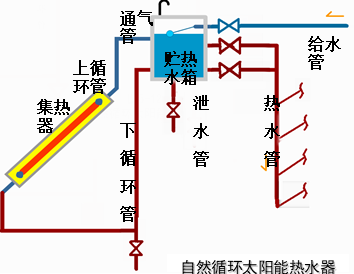 通气
管
给水
管
上循
环管
贮热
水箱
集热
器
下循环管
泄水管
热水管
自然循环太阳能热水器